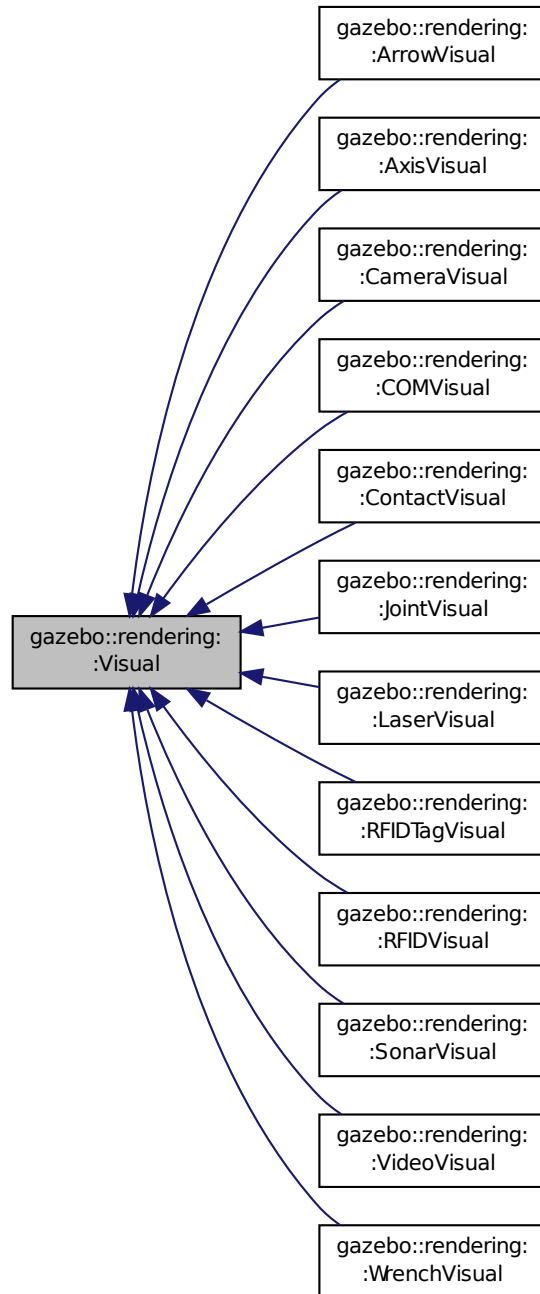 gazebo::rendering:
:ArrowVisual
gazebo::rendering:
:AxisVisual
gazebo::rendering:
:CameraVisual
gazebo::rendering:
:COMVisual
gazebo::rendering:
:ContactVisual
gazebo::rendering:
:JointVisual
gazebo::rendering:
:Visual
gazebo::rendering:
:LaserVisual
gazebo::rendering:
:RFIDTagVisual
gazebo::rendering:
:RFIDVisual
gazebo::rendering:
:SonarVisual
gazebo::rendering:
:VideoVisual
gazebo::rendering:
:WrenchVisual